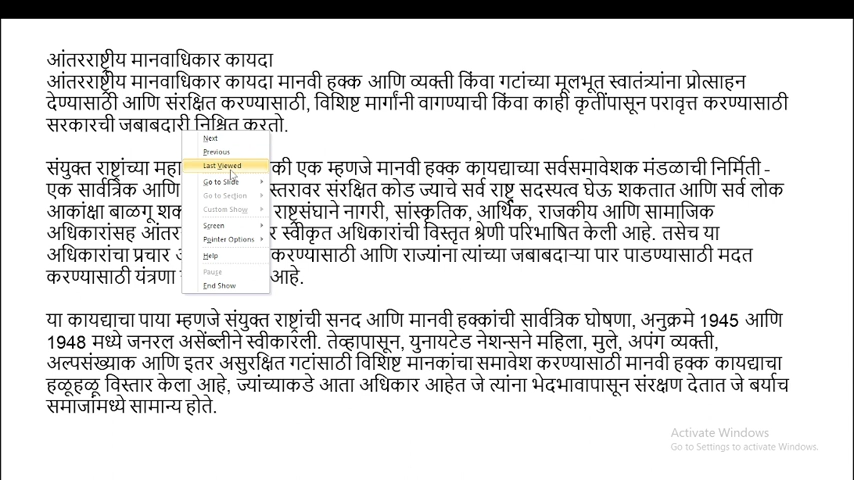 आंतरराष्ट्रीय मानवाधिकार कायदा
आंतरराष्ट्रीय मानवाधिकार कायदा मानवी हक्क आणि व्यक्ती किंवा गटांच्या मूलभूत स्वातंत्र्यांना प्रोत्साहन
देण्यासाठी आणि संरक्षित करण्यासाठी, विशिष्ट मार्गांनी वागण्याची किंवा काही कृतींपासून परावृत्त करण्यासाठी
सरकारची जबाबदारी निश्चित करतो.
संयुक्त राष्ट्रांच्या की एक म्हणजे मानवी हक्क कायद्याच्या सर्वसमावेशक मंडळाची निर्मिती -
एक सार्वत्रिक आणि स्तरावर संरक्षित कोड ज्याचे सर्व राष्ट्र सदस्यत्व घेऊ शकतात आणि सर्व लोक
आकांक्षा बाळगू राष्ट्रसंघाने नागरी, सांस्कृतिक, आर्थिक, राजकीय आणि सामाजिक
अधिकारांसह स्वीकृत अधिकारांची विस्तृत श्रेणी परिभाषित केली आहे. तसेच या
अधिकारांचा प्रचार करण्यासाठी आणि राज्यांना त्यांच्या जबाबदाऱ्या पार पाडण्यासाठी मदत
करण्यासाठी यंत्रणा आहे.
या कायद्याचा पाया म्हणजे संयुक्त राष्ट्रांची सनद आणि मानवी हक्कांची सार्वत्रिक घोषणा, अनुक्रमे 1945 आणि
1948 मध्ये जनरल असेंब्लीने स्वीकारली. तेव्हापासून, युनायटेड नेशन्सने महिला, मुले, अपंग व्यक्ती,
अल्पसंख्याक आणि इतर असुरक्षित गटांसाठी विशिष्ट मानकांचा समावेश करण्यासाठी मानवी हक्क कायद्याचा
हळूहळू विस्तार केला आहे, ज्यांच्याकडे आता अधिकार आहेत जे त्यांना भेदभावापासून संरक्षण देतात जे बर्याच
समाजांमध्ये सामान्य होते.
Next
Previous
Last Viewed
Go to Slide
Go to Section
Custom Show
Screen
Pointer Options
Help
Pause
End Show
Activate Windows
Go to Settings to activate Windows.